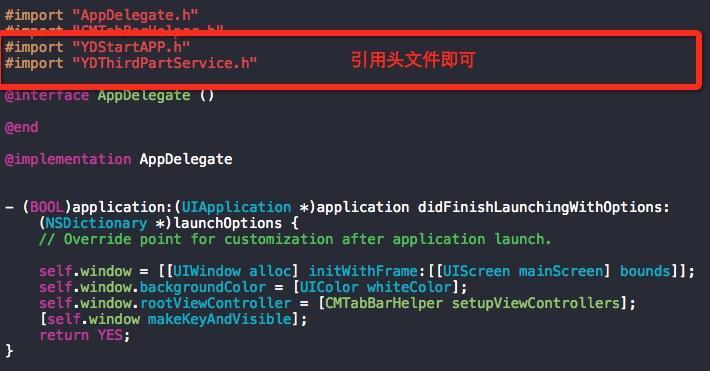 #import "AppDelegate.h"
#import "CMTabBarHelper.h"
#import "YDStartAPP.h"
#import "YDThirdPartService.h"
引用头文件即可
@interface AppDelegate ()
@end
@implementation AppDelegate
- (BOOL)application:(UIApplication *)application didFinishLaunchingWithOptions:
(NSDictionary *)launchOptions {
// Override point for customization after application launch.
self.window = [[UIWindow alloc] initWithFrame:[[UIScreen mainScreen] bounds]];
self.window.backgroundColor = [UIColor whiteColor];
self.window.rootViewController = [CMTabBarHelper setupViewControllers];
[self.window makeKeyAndVisible];
return YES;
}